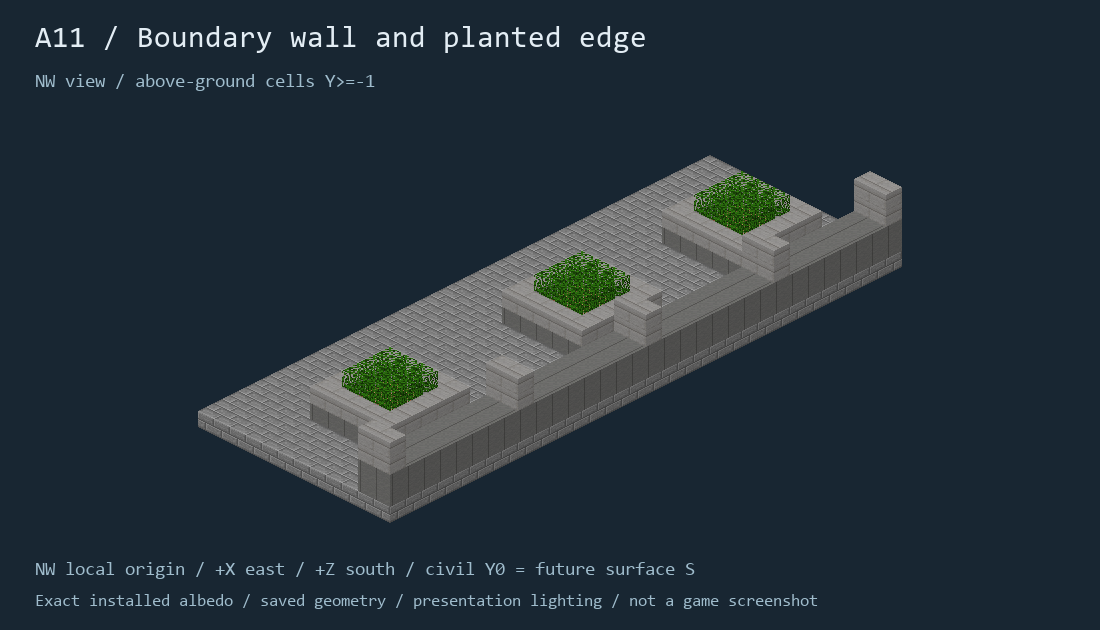 A11 / Boundary wall and planted edge
NW view / above-ground cells Y>=-1
NW local origin / +X east / +Z south / civil Y0 = future surface S
Exact installed albedo / saved geometry / presentation lighting / not a game screenshot